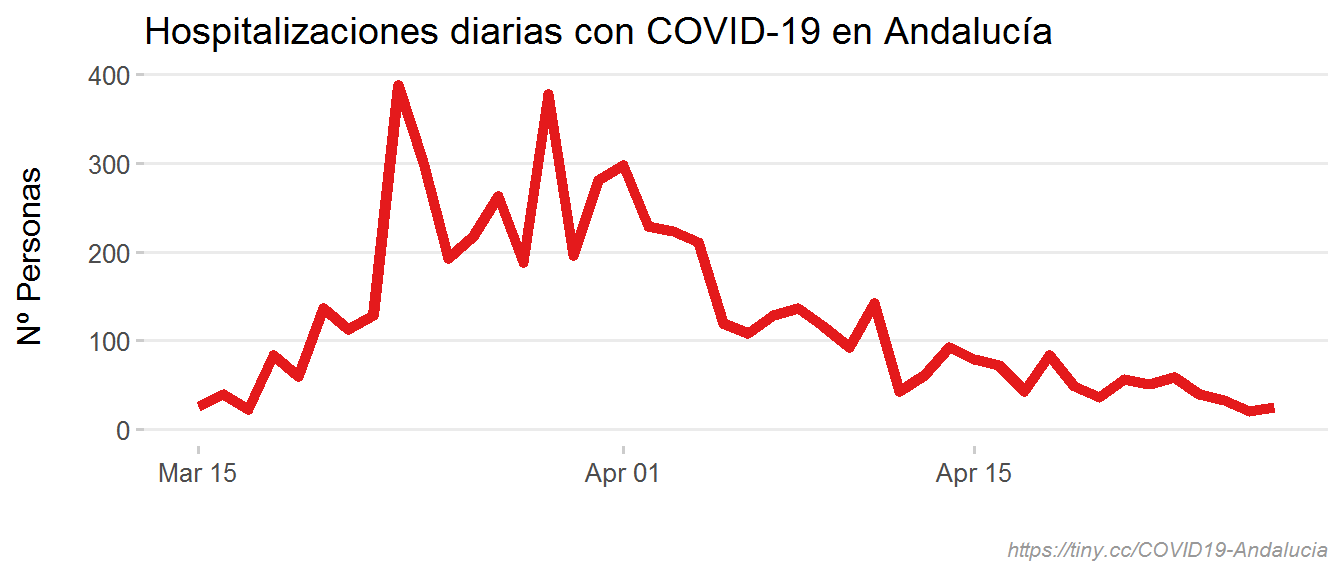 Hospitalizaciones diarias con COVID-19 en Andalucía
Nº Personas
400
300
200
100
0
Mar 15
Apr 01
Apr 15
https://tiny.cc/COVID19-Andalucia